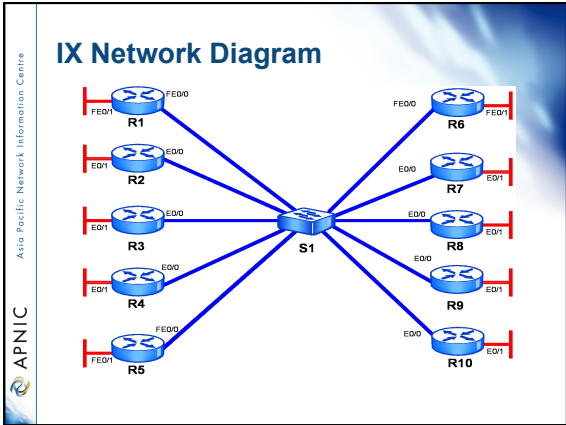 IX Network Diagram
Asia Pacific Network Information Centre
APNIC
FE0/0
FE0/1
R1
E0/0
E0/1
R2
E0/0
E0/1
R3
E0/0
E0/1
R4
FE0/0
FE0/1
R5
S1
FE0/0
FE0/1
R6
E0/0
E0/1
R7
E0/0
E0/1
R8
E0/0
E0/1
R9
E0/0
E0/1
R10